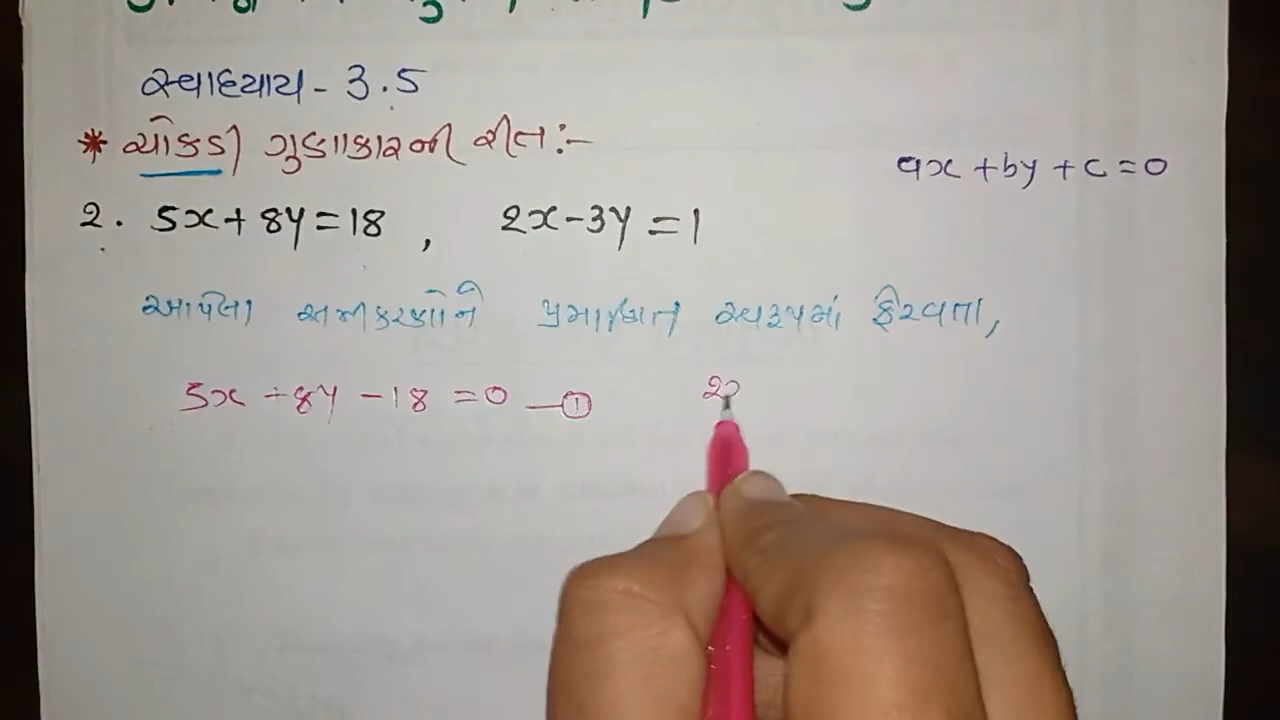 સ્વાધ્યાય - 3.5
* ચોકડી ગુણાકારની રીત :-
ax + by + c = 0
2. 5x + 8y = 18 , 2x - 3y = 1
આપેલા સમીકરણોને પ્રમાણિત સ્વરૂપમાં ફેરવતા,
5x + 8y - 18 = 0 —① 2x